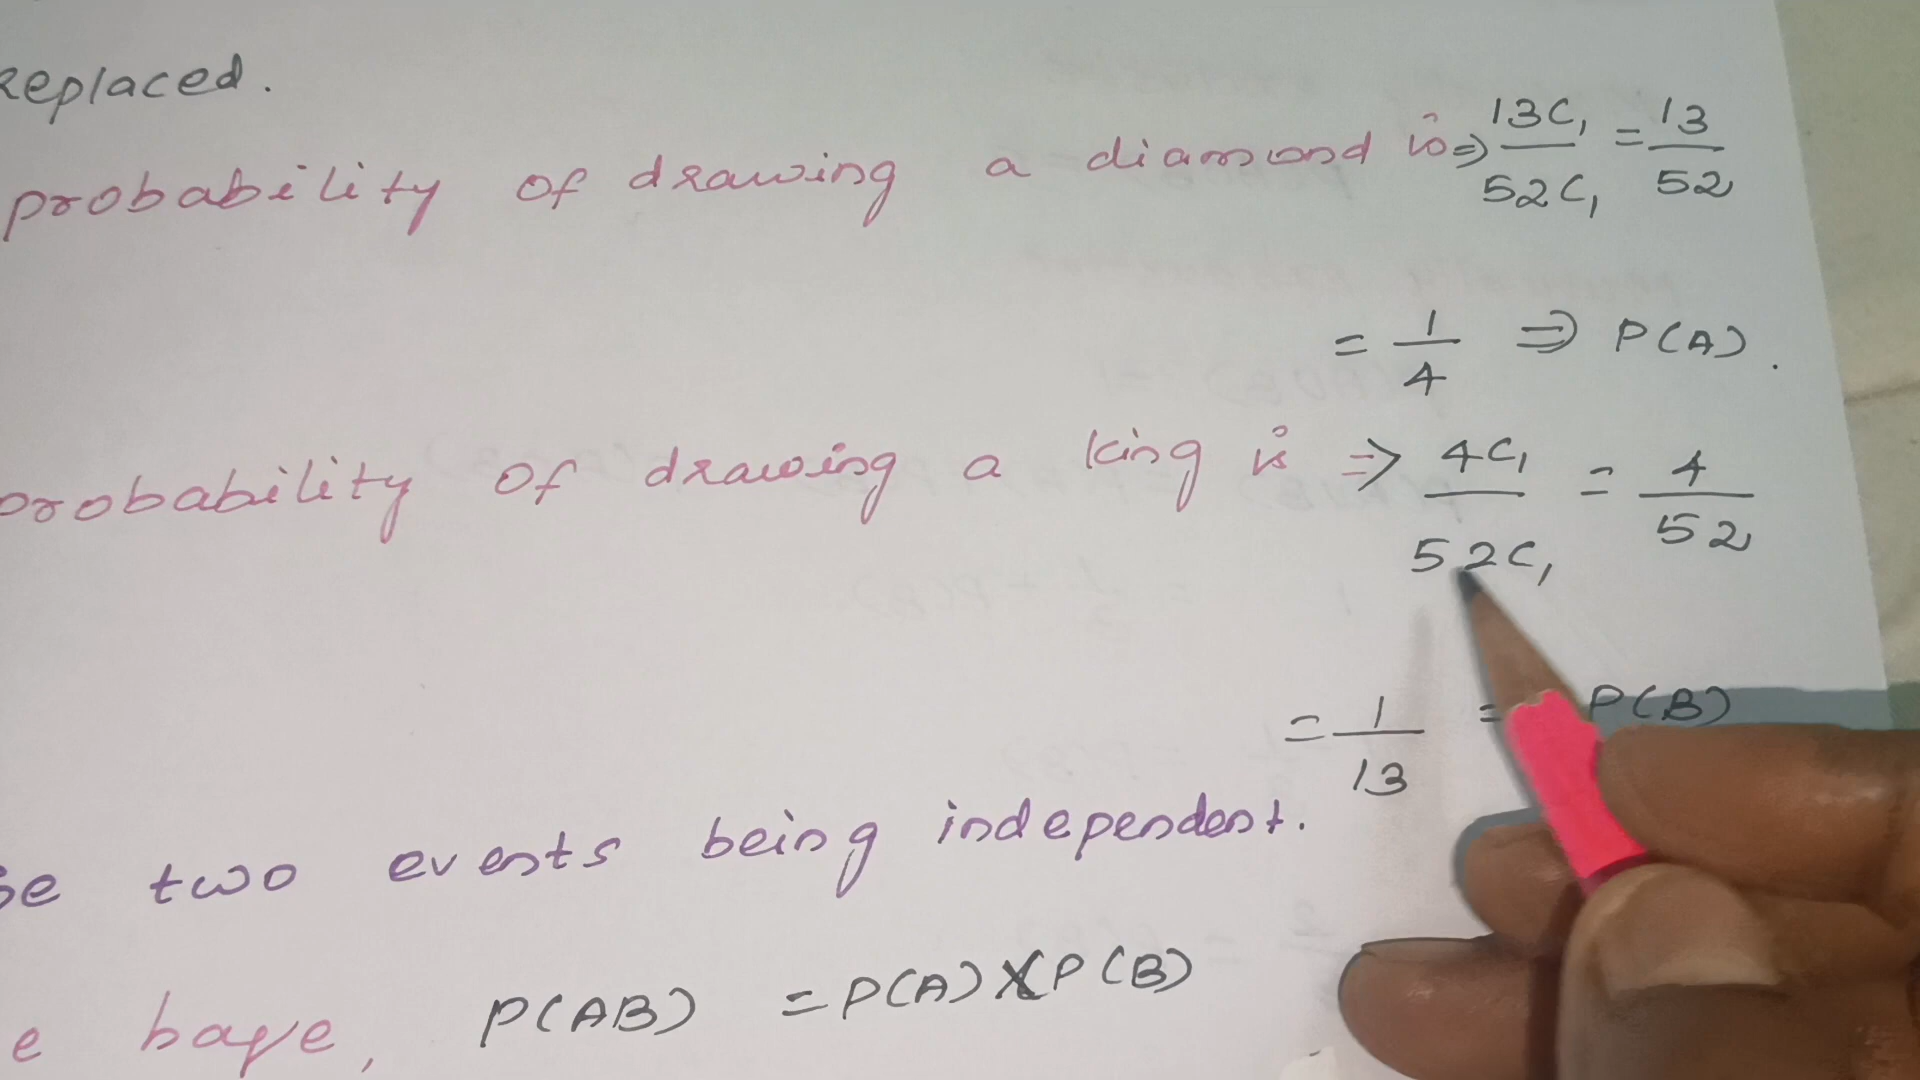 replaced.
probability of drawing a diamond is ⇒ 13C₁/52C₁ = 13/52
= 1/4 ⇒ P(A).
probability of drawing a king is ⇒ 4C₁/52C₁ = 4/52
= 1/13 = P(B)
two events being independent.
have, P(AB) = P(A) X P(B)